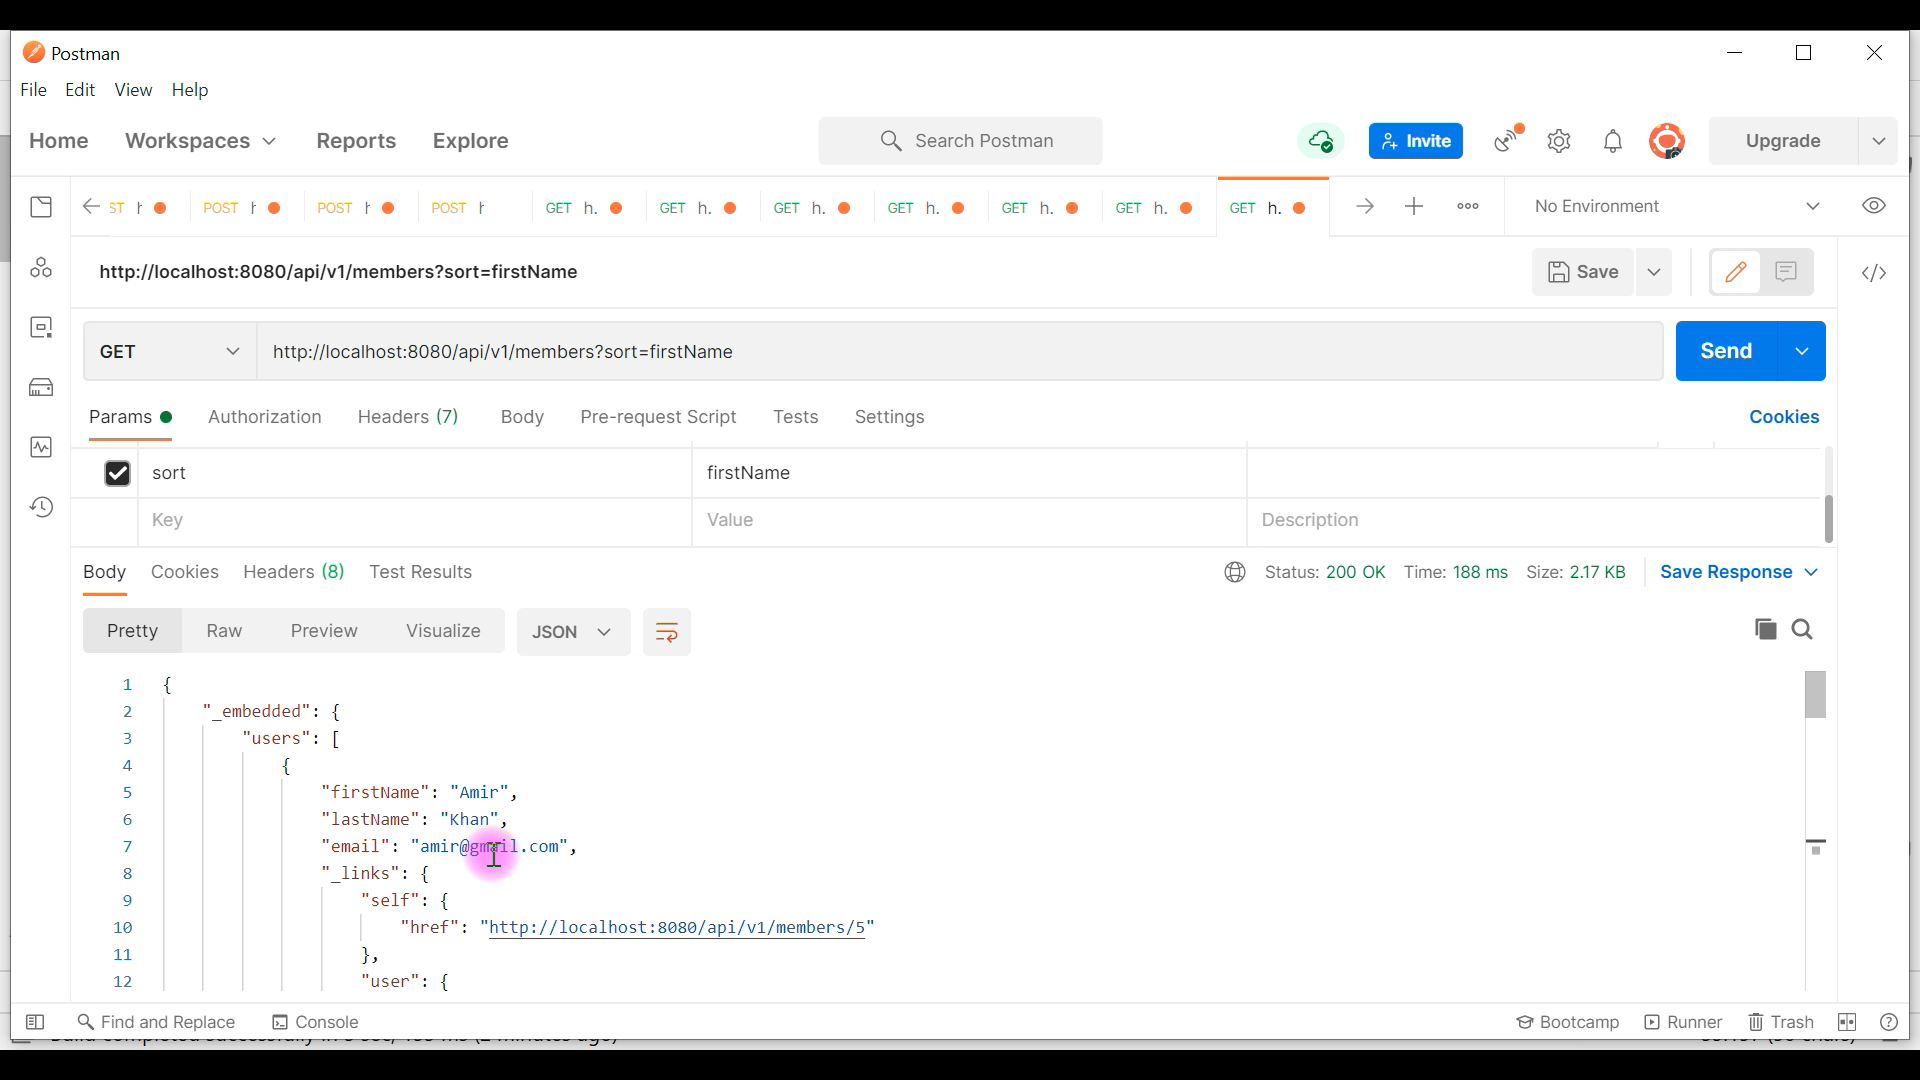 Postman
File Edit View Help
Home Workspaces Reports Explore Search Postman Invite Upgrade
ST h POST h POST h POST h GET h. GET h. GET h. GET h. GET h. GET h. GET h. No Environment
http://localhost:8080/api/v1/members?sort=firstName Save
GET http://localhost:8080/api/v1/members?sort=firstName Send
Params Authorization Headers (7) Body Pre-request Script Tests Settings Cookies
sort firstName
Key Value Description
Body Cookies Headers (8) Test Results Status: 200 OK Time: 188 ms Size: 2.17 KB Save Response
Pretty Raw Preview Visualize JSON
1 {
2 "_embedded": {
3 "users": [
4 {
5 "firstName": "Amir",
6 "lastName": "Khan",
7 "email": "amir@gmail.com",
8 "_links": {
9 "self": {
10 "href": "http://localhost:8080/api/v1/members/5"
11 },
12 "user": {
Find and Replace Console Bootcamp Runner Trash